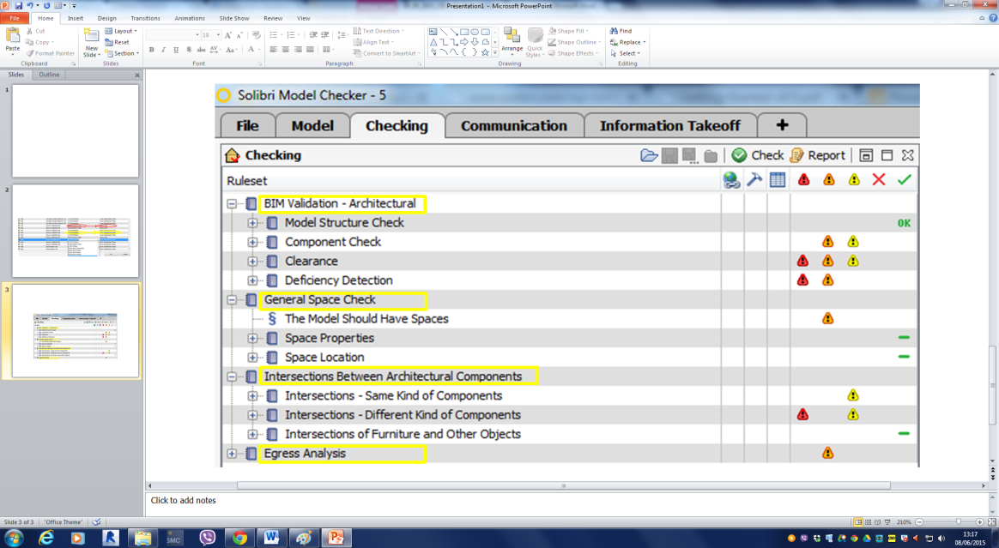 Presentation1 - Microsoft PowerPoint
File Home Insert Design Transitions Animations Slide Show Review View
Paste
Cut
Copy
Format Painter
Clipboard
New Slide
Layout
Reset
Section
Slides
18
B I U S abc AV Aa A
Font
Text Direction
Align Text
Convert to SmartArt
Paragraph
Arrange
Quick Styles
Shape Fill
Shape Outline
Shape Effects
Drawing
Find
Replace
Select
Editing
Slides Outline
1
2
3
Solibri Model Checker - 5
File Model Checking Communication Information Takeoff +
Checking Check Report
Ruleset
BIM Validation - Architectural
Model Structure Check OK
Component Check
Clearance
Deficiency Detection
General Space Check
§ The Model Should Have Spaces
Space Properties
Space Location
Intersections Between Architectural Components
Intersections - Same Kind of Components
Intersections - Different Kind of Components
Intersections of Furniture and Other Objects
Egress Analysis
Click to add notes
Slide 3 of 3 "Office Theme" 210%
SMC
13:17
08/06/2015